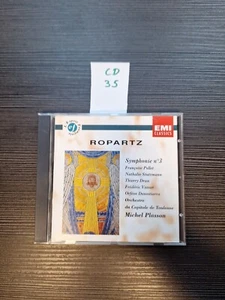 CD
35
EMI
CLASSICS
ROPARTZ
Symphonie n°3
Françoise Pollet
Nathalie Stutzmann
Thierry Dran
Frédéric Vassar
Orfeón Donostiarra
Orchestre
du Capitole de Toulouse
Michel Plasson